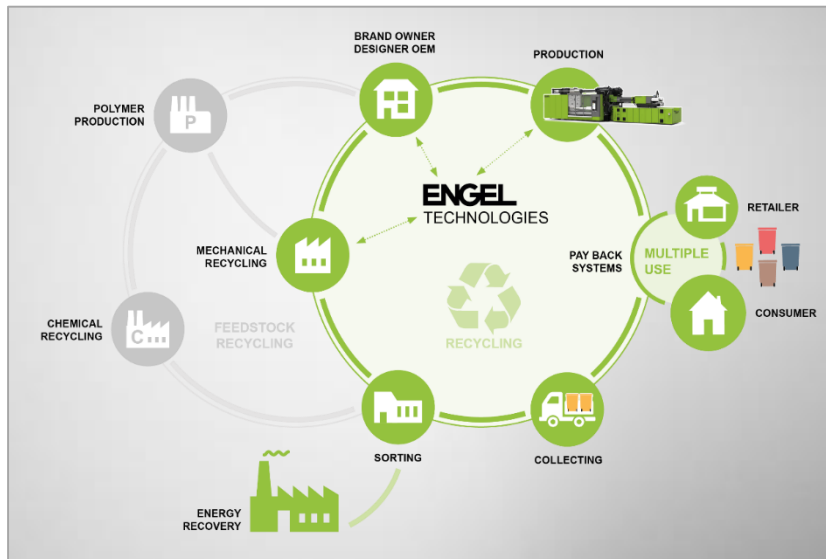 BRAND OWNER
DESIGNER OEM
PRODUCTION
POLYMER
PRODUCTION
P
ENGEL
TECHNOLOGIES
RETAILER
MECHANICAL
RECYCLING
PAY BACK
SYSTEMS
MULTIPLE
USE
CONSUMER
CHEMICAL
RECYCLING
C
FEEDSTOCK
RECYCLING
RECYCLING
SORTING
COLLECTING
ENERGY
RECOVERY